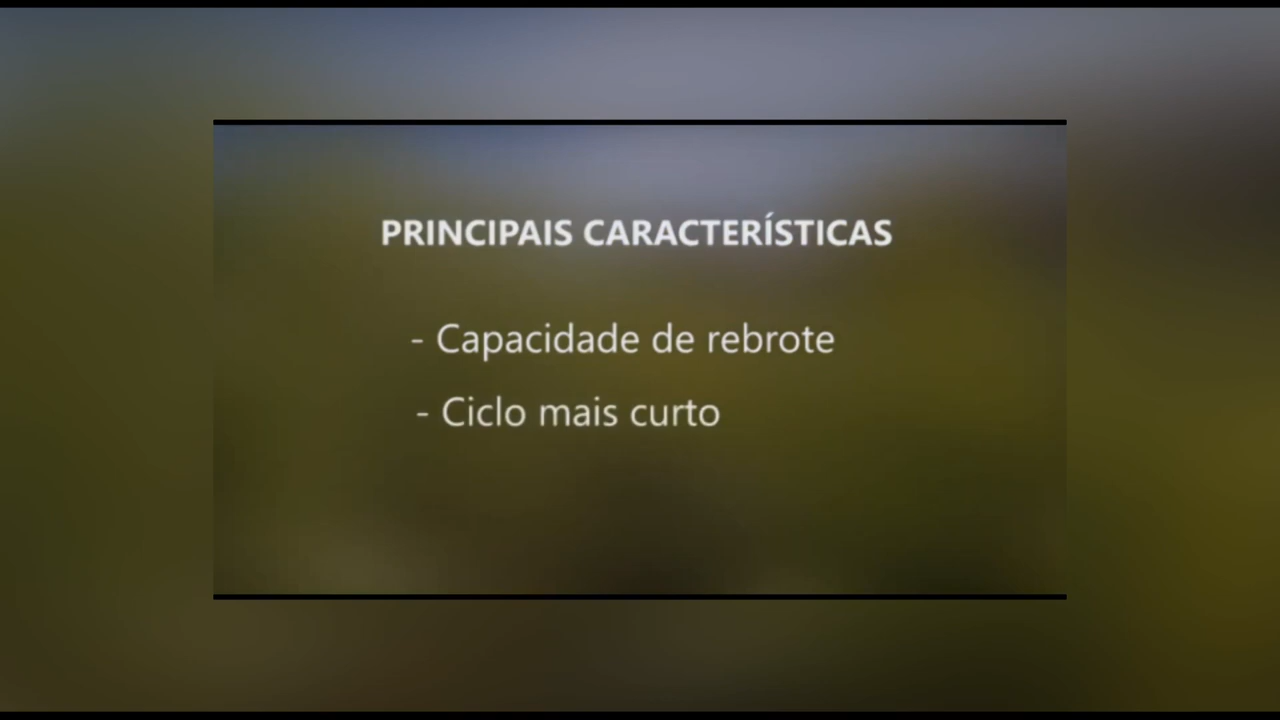 PRINCIPAIS CARACTERÍSTICAS
- Capacidade de rebrote
- Ciclo mais curto